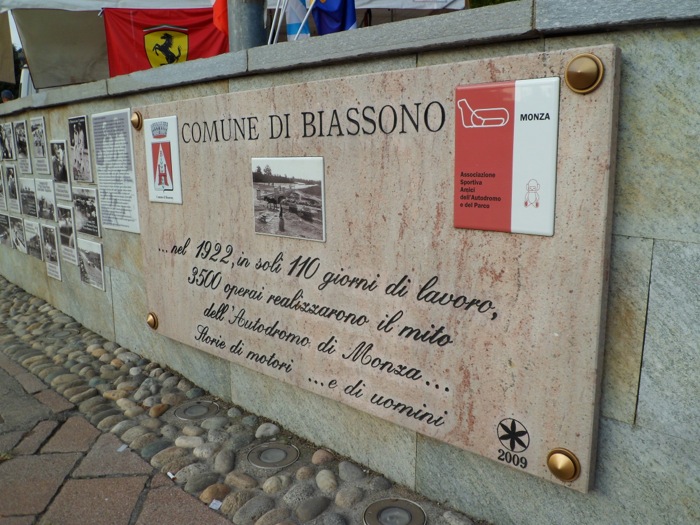 COMUNE DI BIASSONO
MONZA
Associazione
Sportiva
Amici
dell'Autodromo
e del Parco
...nel 1922, in soli 110 giorni di lavoro,
3500 operai realizzarono il mito
dell'Autodromo di Monza...
Storie di motori ...e di uomini
2009